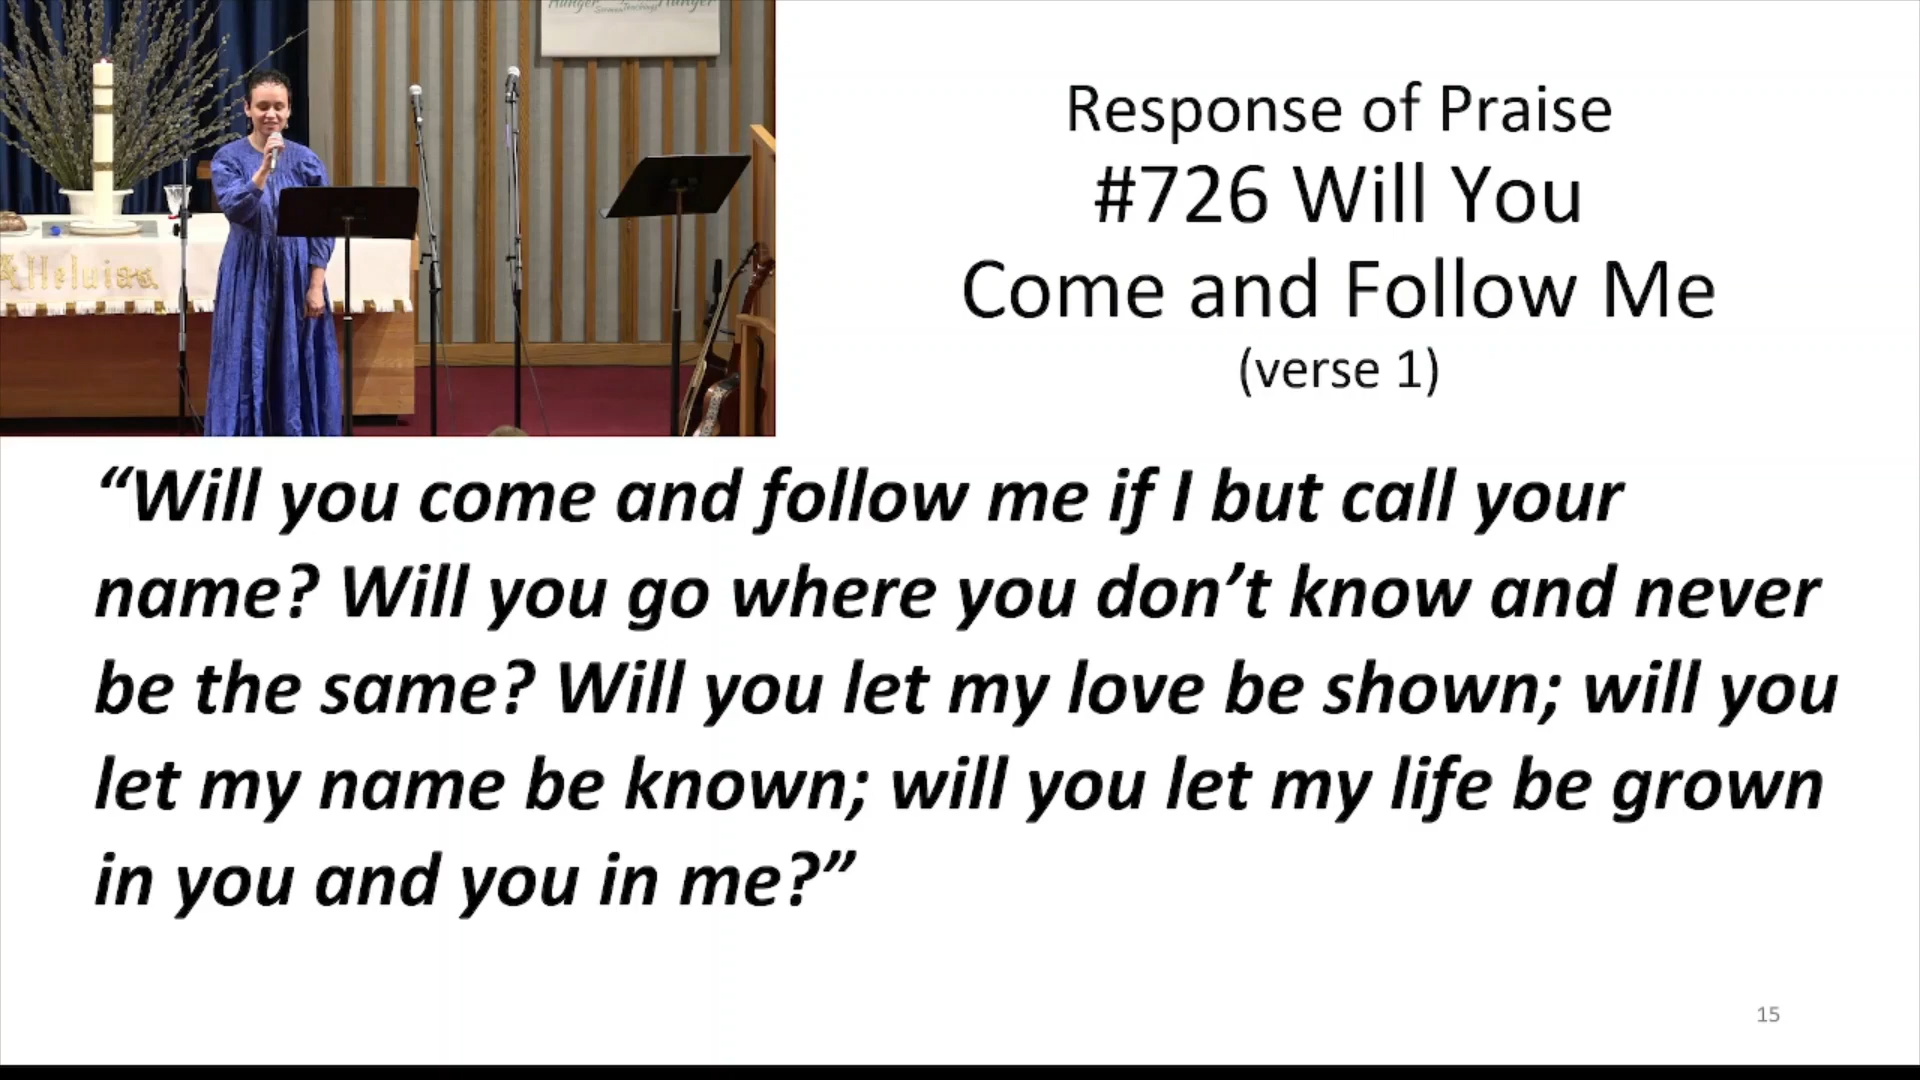 Hunger
Hunger
Alleluia
Response of Praise
#726 Will You
Come and Follow Me
(verse 1)
“Will you come and follow me if I but call your
name? Will you go where you don’t know and never
be the same? Will you let my love be shown; will you
let my name be known; will you let my life be grown
in you and you in me?”
15